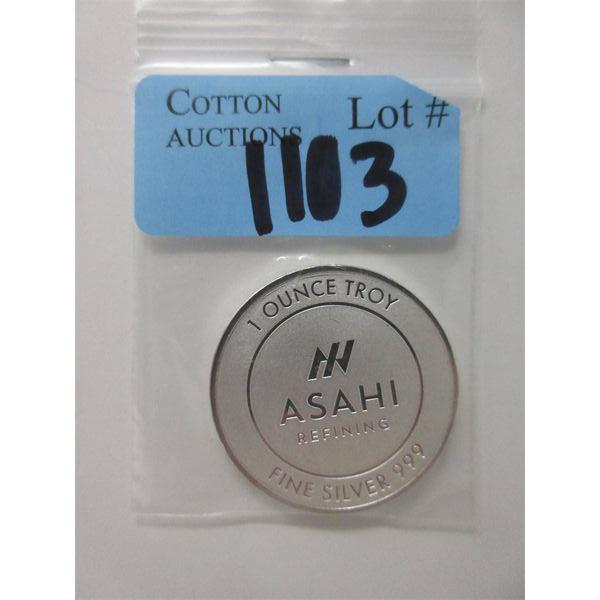 COTTON
AUCTIONS
Lot #
1103
1 OUNCE TROY
ASAHI
REFINING
FINE SILVER 999